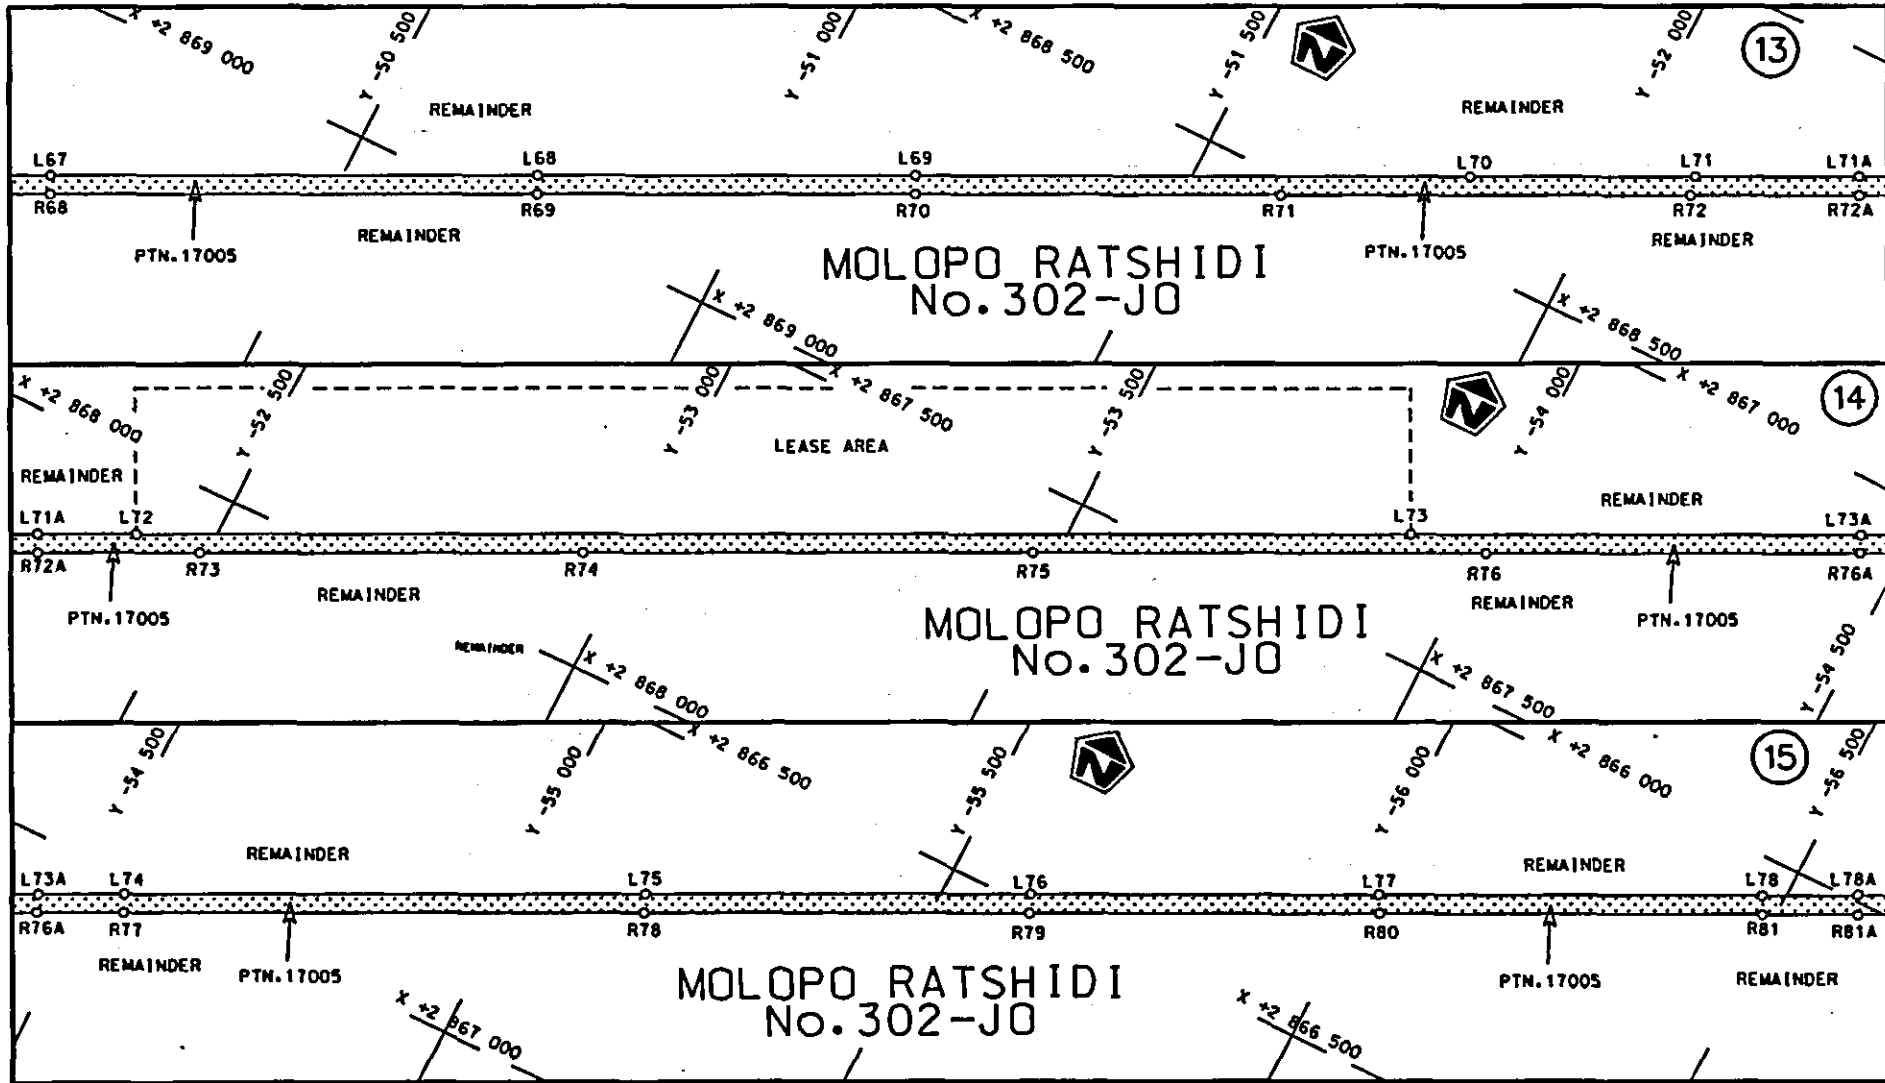 X +2 869 000
Y -50 500
Y -51 000
X +2 868 500
Y -51 500
N
Y -52 000
13
REMAINDER
REMAINDER
L67
L68
L69
L70
L71
L71A
R68
R69
R70
R71
R72
R72A
PTN.17005
REMAINDER
PTN.17005
REMAINDER
MOLOPO RATSHIDI
No.302-JO
X +2 869 000
X +2 868 500
X +2 868 000
Y -52 500
Y -53 000
X +2 867 500
Y -53 500
N
Y -54 000
X +2 867 000
14
LEASE AREA
REMAINDER
REMAINDER
L71A
L72
L73
L73A
R72A
R73
R74
R75
R76
R76A
PTN.17005
REMAINDER
REMAINDER
PTN.17005
REMAINDER
MOLOPO RATSHIDI
No.302-JO
X +2 868 000
X +2 867 500
Y -54 500
Y -54 500
Y -55 000
X +2 866 500
Y -55 500
N
Y -56 000
X +2 866 000
15
Y -56 500
REMAINDER
REMAINDER
L73A
L74
L75
L76
L77
L78
L78A
R76A
R77
R78
R79
R80
R81
R81A
REMAINDER
PTN.17005
PTN.17005
REMAINDER
MOLOPO RATSHIDI
No.302-JO
X +2 867 000
X +2 866 500